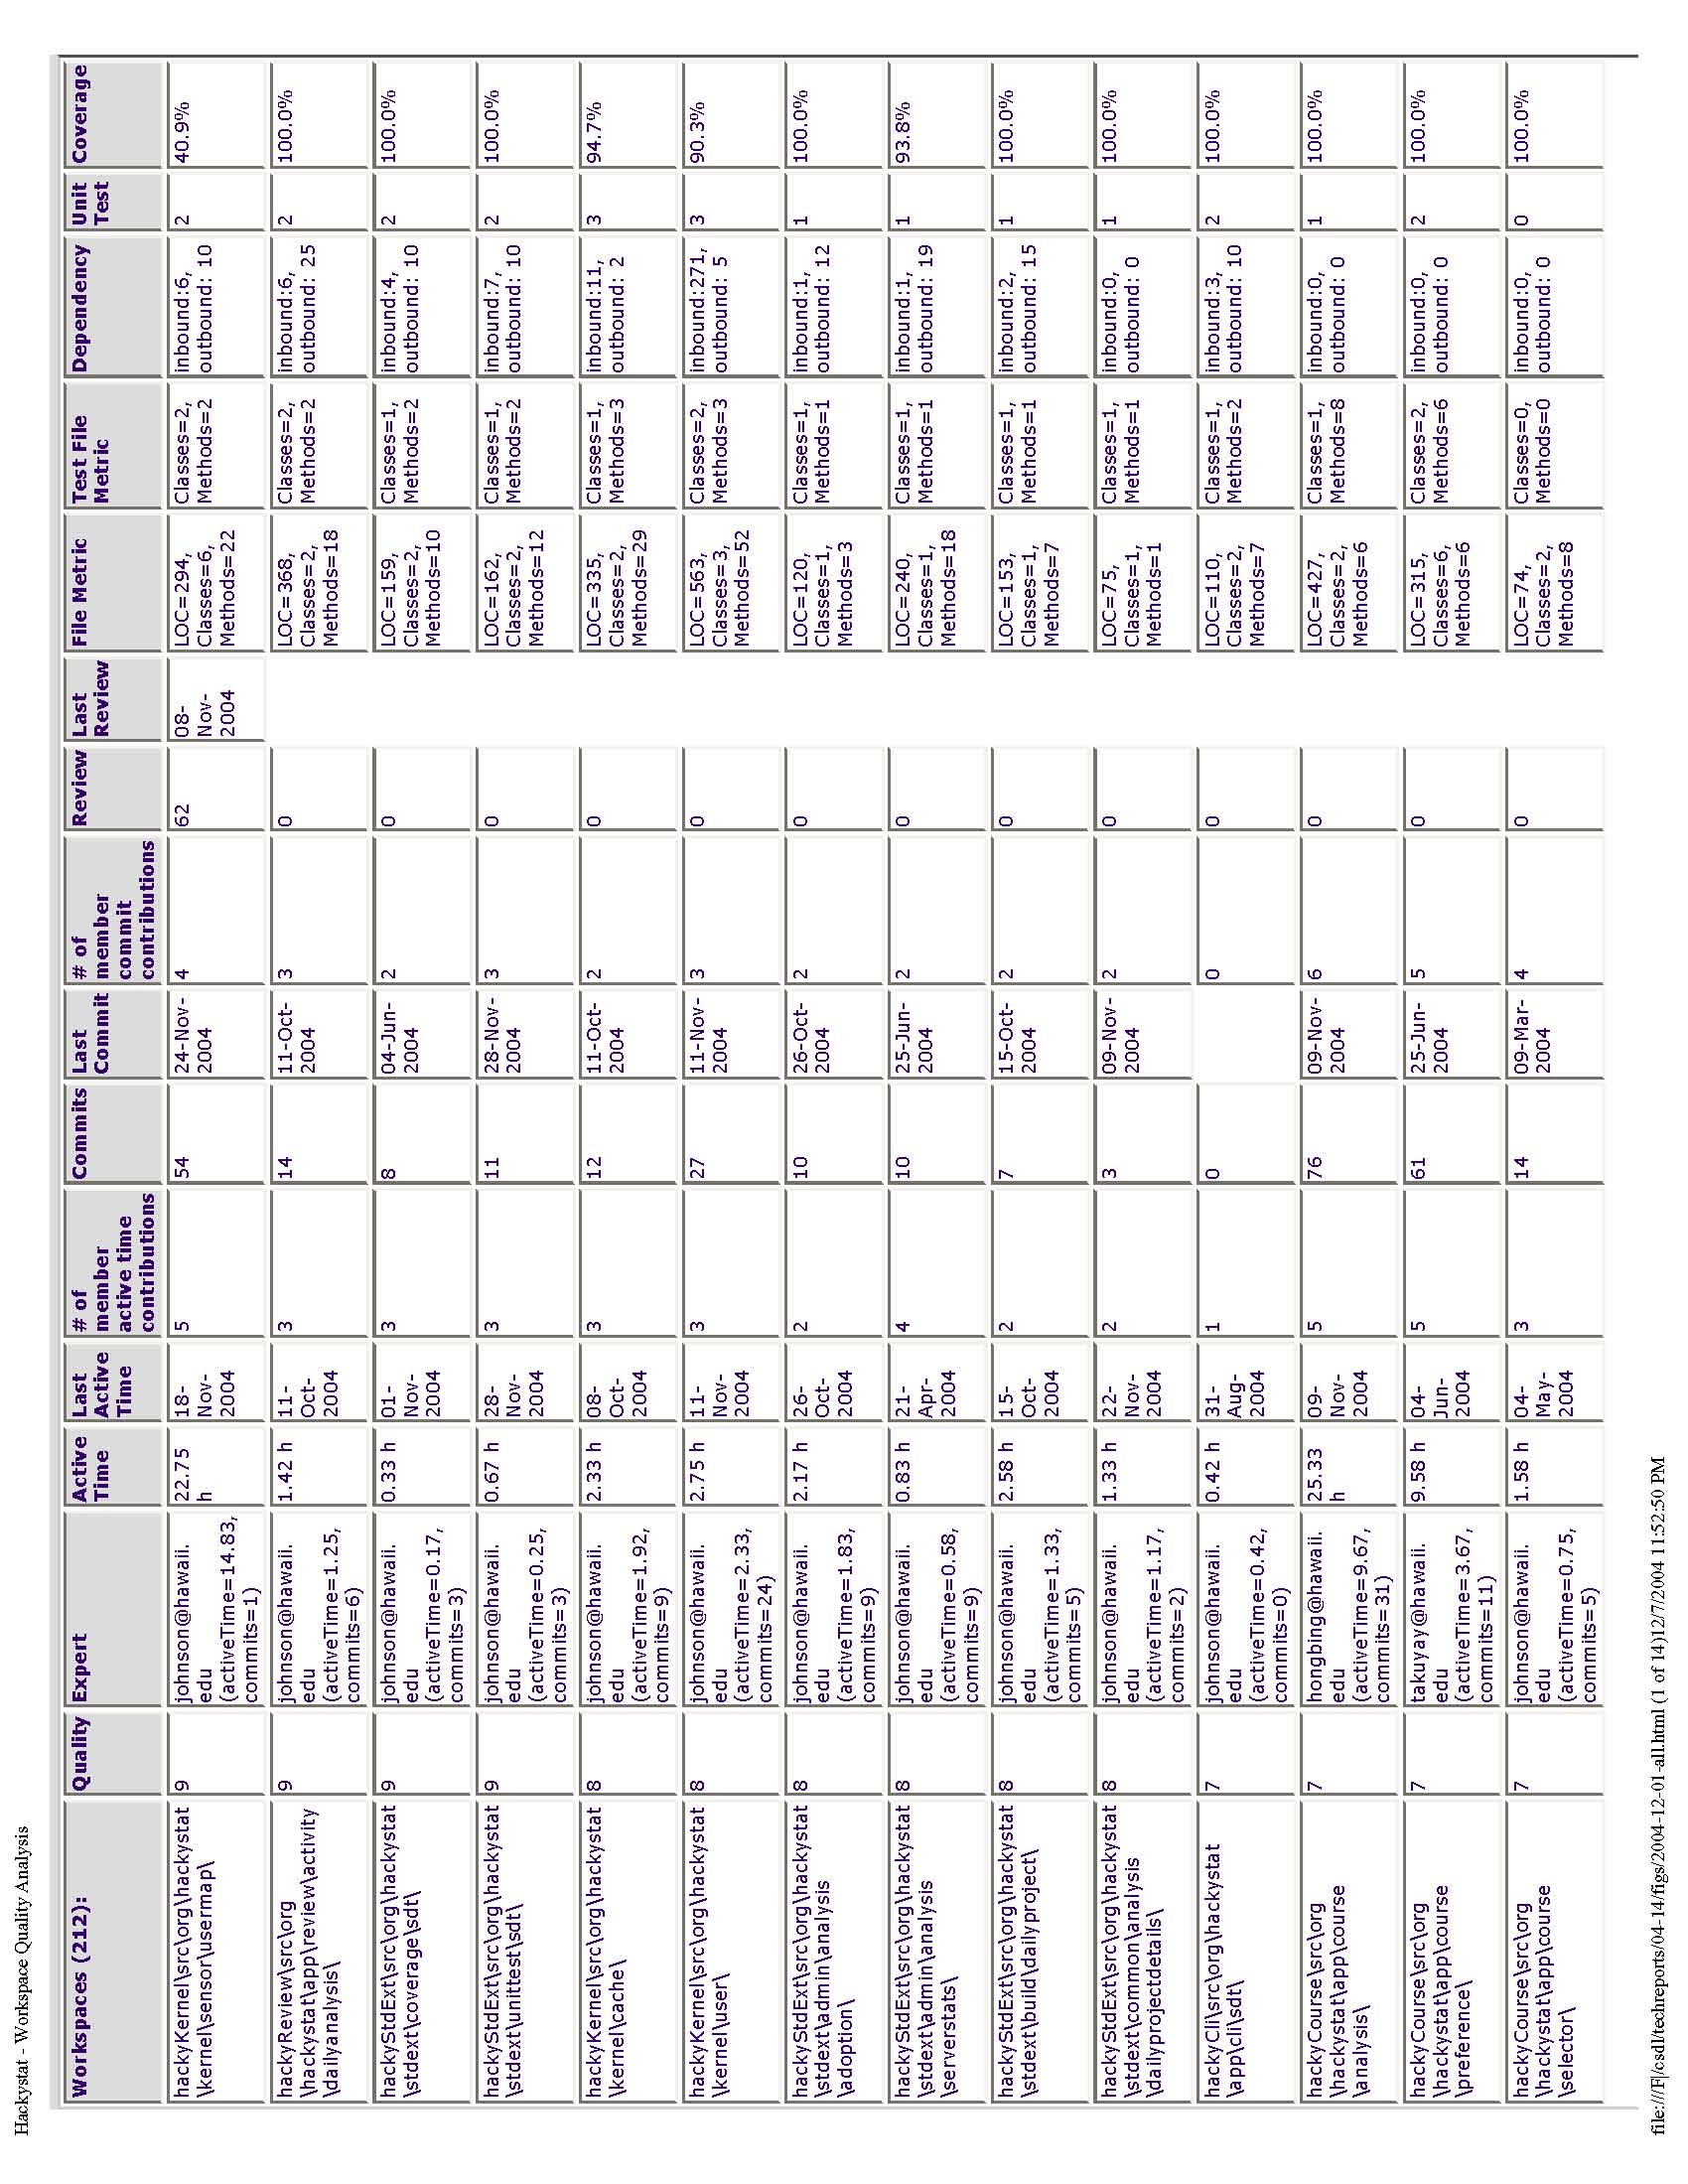 Hackystat - Workspace Quality Analysis
Workspaces (212): Quality Expert Active Time Last Active Time # of member active time contributions Commits Last Commit # of member commit contributions Review Last Review File Metric Test File Metric Dependency Unit Test Coverage
hackyKernel\src\org\hackystat\kernel\sensor\usermap\ 9 johnson@hawaii.edu (activeTime=14.83, commits=1) 22.75 h 18-Nov-2004 5 54 24-Nov-2004 4 62 08-Nov-2004 LOC=294, Classes=6, Methods=22 Classes=2, Methods=2 inbound:6, outbound: 10 2 40.9%
hackyReview\src\org\hackystat\app\review\activity\dailyanalysis\ 9 johnson@hawaii.edu (activeTime=1.25, commits=6) 1.42 h 11-Oct-2004 3 14 11-Oct-2004 3 0 LOC=368, Classes=2, Methods=18 Classes=2, Methods=2 inbound:6, outbound: 25 2 100.0%
hackyStdExt\src\org\hackystat\stdext\coverage\sdt\ 9 johnson@hawaii.edu (activeTime=0.17, commits=3) 0.33 h 01-Nov-2004 3 8 04-Jun-2004 2 0 LOC=159, Classes=2, Methods=10 Classes=1, Methods=2 inbound:4, outbound: 10 2 100.0%
hackyStdExt\src\org\hackystat\stdext\unittest\sdt\ 9 johnson@hawaii.edu (activeTime=0.25, commits=3) 0.67 h 28-Nov-2004 3 11 28-Nov-2004 3 0 LOC=162, Classes=2, Methods=12 Classes=1, Methods=2 inbound:7, outbound: 10 2 100.0%
hackyKernel\src\org\hackystat\kernel\cache\ 8 johnson@hawaii.edu (activeTime=1.92, commits=9) 2.33 h 08-Oct-2004 3 12 11-Oct-2004 2 0 LOC=335, Classes=2, Methods=29 Classes=1, Methods=3 inbound:11, outbound: 2 3 94.7%
hackyKernel\src\org\hackystat\kernel\user\ 8 johnson@hawaii.edu (activeTime=2.33, commits=24) 2.75 h 11-Nov-2004 3 27 11-Nov-2004 3 0 LOC=563, Classes=3, Methods=52 Classes=2, Methods=3 inbound:271, outbound: 5 3 90.3%
hackyStdExt\src\org\hackystat\stdext\admin\analysis\adoption\ 8 johnson@hawaii.edu (activeTime=1.83, commits=9) 2.17 h 26-Oct-2004 2 10 26-Oct-2004 2 0 LOC=120, Classes=1, Methods=3 Classes=1, Methods=1 inbound:1, outbound: 12 1 100.0%
hackyStdExt\src\org\hackystat\stdext\admin\analysis\serverstats\ 8 johnson@hawaii.edu (activeTime=0.58, commits=9) 0.83 h 21-Apr-2004 4 10 25-Jun-2004 2 0 LOC=240, Classes=1, Methods=18 Classes=1, Methods=1 inbound:1, outbound: 19 1 93.8%
hackyStdExt\src\org\hackystat\stdext\build\dailyproject\ 8 johnson@hawaii.edu (activeTime=1.33, commits=5) 2.58 h 15-Oct-2004 2 7 15-Oct-2004 2 0 LOC=153, Classes=1, Methods=7 Classes=1, Methods=1 inbound:2, outbound: 15 1 100.0%
hackyStdExt\src\org\hackystat\stdext\common\analysis\dailyprojectdetails\ 8 johnson@hawaii.edu (activeTime=1.17, commits=2) 1.33 h 22-Nov-2004 2 3 09-Nov-2004 2 0 LOC=75, Classes=1, Methods=1 Classes=1, Methods=1 inbound:0, outbound: 0 1 100.0%
hackyCli\src\org\hackystat\app\cli\sdt\ 7 johnson@hawaii.edu (activeTime=0.42, commits=0) 0.42 h 31-Aug-2004 1 0 0 0 LOC=110, Classes=2, Methods=7 Classes=1, Methods=2 inbound:3, outbound: 10 2 100.0%
hackyCourse\src\org\hackystat\app\course\analysis\ 7 hongbing@hawaii.edu (activeTime=9.67, commits=31) 25.33 h 09-Nov-2004 5 76 09-Nov-2004 6 0 LOC=427, Classes=2, Methods=6 Classes=1, Methods=8 inbound:0, outbound: 0 1 100.0%
hackyCourse\src\org\hackystat\app\course\preference\ 7 takuyay@hawaii.edu (activeTime=3.67, commits=11) 9.58 h 04-Jun-2004 5 61 25-Jun-2004 5 0 LOC=315, Classes=6, Methods=6 Classes=2, Methods=6 inbound:0, outbound: 0 2 100.0%
hackyCourse\src\org\hackystat\app\course\selector\ 7 johnson@hawaii.edu (activeTime=0.75, commits=5) 1.58 h 04-May-2004 3 14 09-Mar-2004 4 0 LOC=74, Classes=2, Methods=8 Classes=0, Methods=0 inbound:0, outbound: 0 0 100.0%
file:///F|/csdl/techreports/04-14/figs/2004-12-01-all.html (1 of 14)12/7/2004 11:52:50 PM